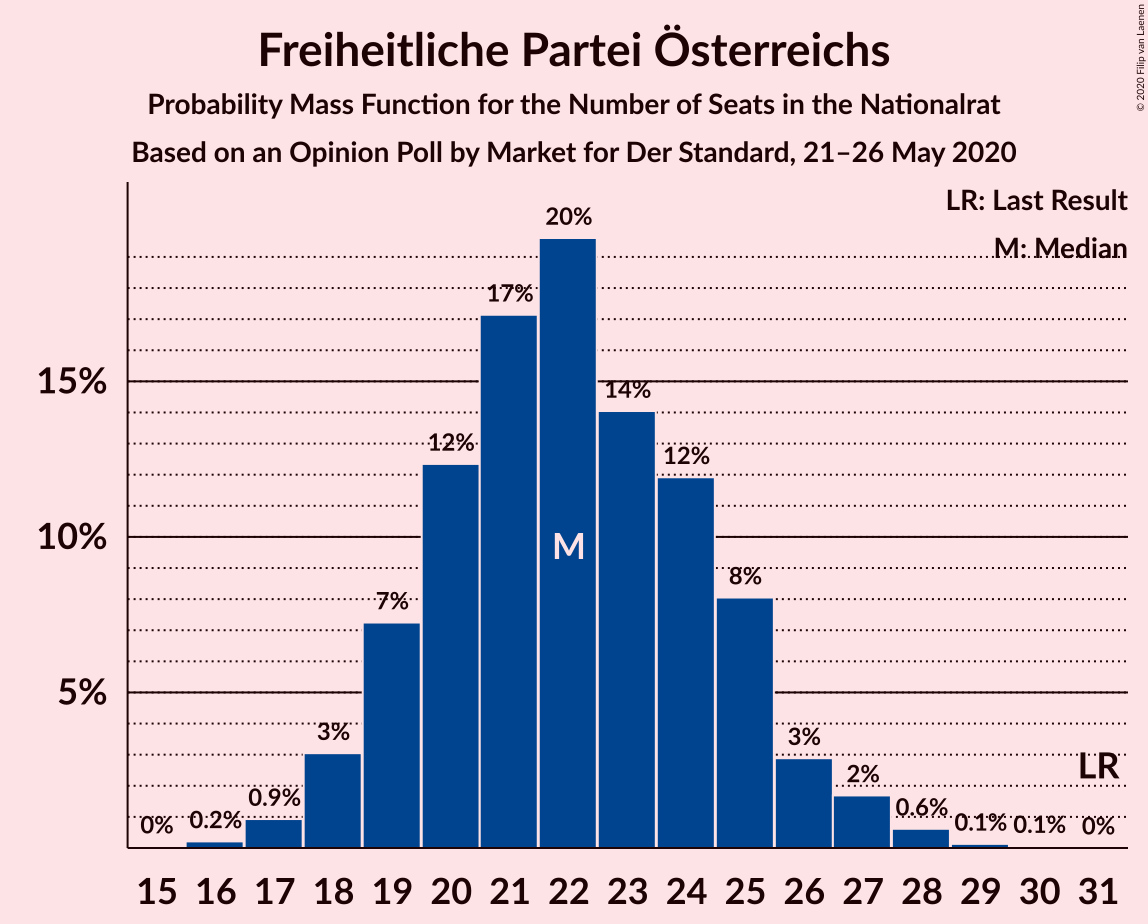 Freiheitliche Partei Österreichs
Probability Mass Function for the Number of Seats in the Nationalrat
Based on an Opinion Poll by Market for Der Standard, 21–26 May 2020
© 2020 Filip van Laenen
LR: Last Result
M: Median
15%
10%
5%
0%
0.2%
0.9%
3%
7%
12%
17%
20%
14%
12%
8%
3%
2%
0.6%
0.1%
0.1%
0%
M
LR
15 16 17 18 19 20 21 22 23 24 25 26 27 28 29 30 31